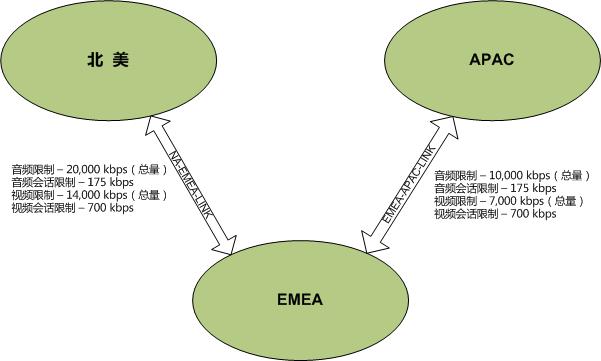 北 美
APAC
NA-EMEA-LINK
音频限制 – 20,000 kbps ( 总量 )
音频会话限制 – 175 kbps
视频限制 – 14,000 kbps ( 总量 )
视频会话限制 – 700 kbps
EMEA-APAC-LINK
音频限制 – 10,000 kbps ( 总量 )
音频会话限制 – 175 kbps
视频限制 – 7,000 kbps ( 总量 )
视频会话限制 – 700 kbps
EMEA